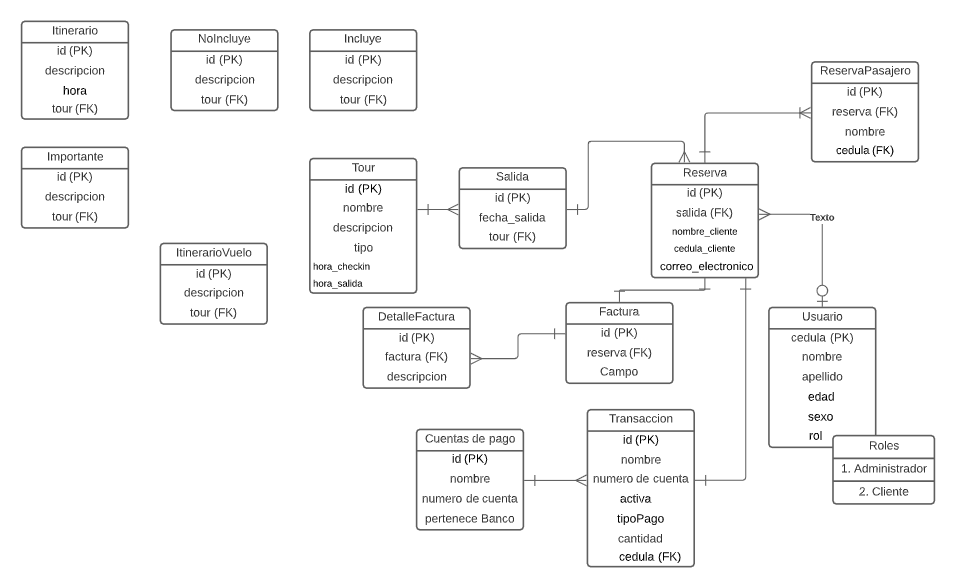 Itinerario
id (PK)
descripcion
hora
tour (FK)
NoIncluye
id (PK)
descripcion
tour (FK)
Incluye
id (PK)
descripcion
tour (FK)
ReservaPasajero
id (PK)
reserva (FK)
nombre
cedula (FK)
Importante
id (PK)
descripcion
tour (FK)
Tour
id (PK)
nombre
descripcion
tipo
hora_checkin
hora_salida
Salida
id (PK)
fecha_salida
tour (FK)
Reserva
id (PK)
salida (FK)
nombre_cliente
cedula_cliente
correo_electronico
Texto
ItinerarioVuelo
id (PK)
descripcion
tour (FK)
DetalleFactura
id (PK)
factura (FK)
descripcion
Factura
id (PK)
reserva (FK)
Campo
Usuario
cedula (PK)
nombre
apellido
edad
sexo
rol
Roles
1. Administrador
2. Cliente
Cuentas de pago
id (PK)
nombre
numero de cuenta
pertenece Banco
Transaccion
id (PK)
nombre
numero de cuenta
activa
tipoPago
cantidad
cedula (FK)